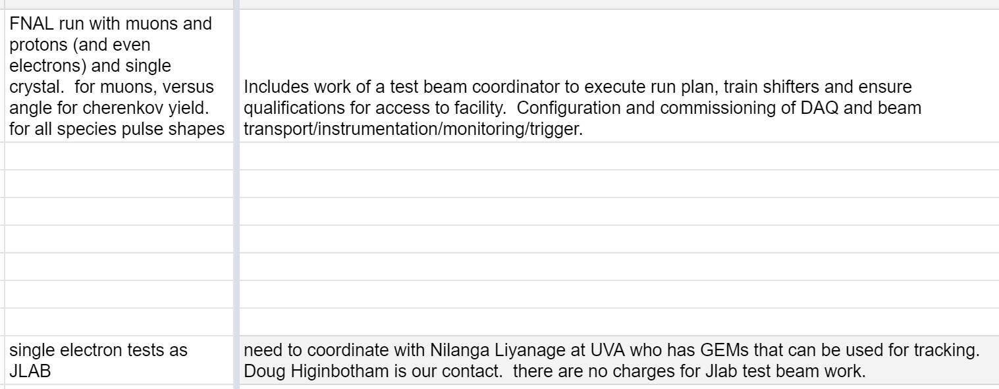 FNAL run with muons and
protons (and even
electrons) and single
crystal.  for muons, versus
angle for cherenkov yield.
for all species pulse shapes
Includes work of a test beam coordinator to execute run plan, train shifters and ensure
qualifications for access to facility.  Configuration and commissioning of DAQ and beam
transport/instrumentation/monitoring/trigger.
single electron tests as
JLAB
need to coordinate with Nilanga Liyanage at UVA who has GEMs that can be used for tracking.
Doug Higinbotham is our contact.  there are no charges for Jlab test beam work.